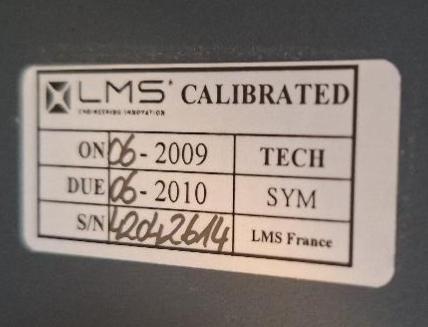 LMS CALIBRATED
ENGINEERING INNOVATION
ON 06 - 2009 TECH
DUE 06 - 2010 SYM
S/N 42042614 LMS France